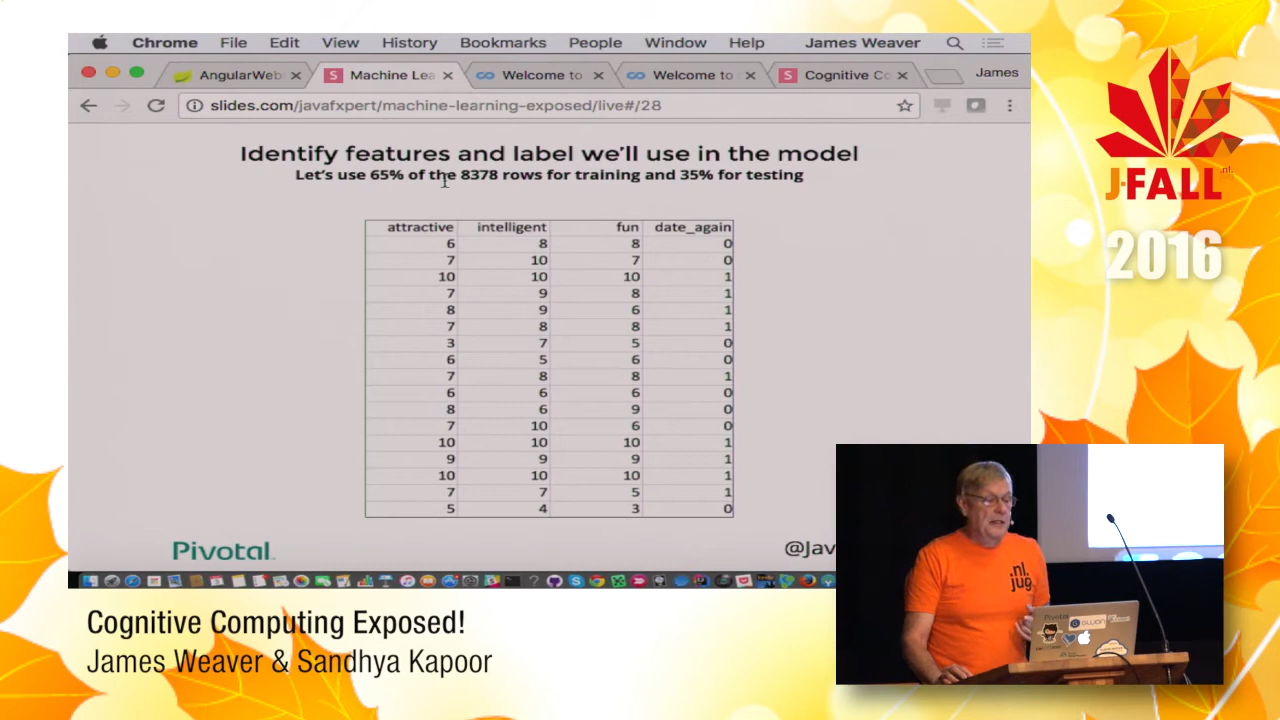 Chrome File Edit View History Bookmarks People Window Help James Weaver
AngularWeb
Machine Lea
Welcome to
Welcome to
Cognitive Co
James
slides.com/javafxpert/machine-learning-exposed/live#/28
Identify features and label we'll use in the model
Let's use 65% of the 8378 rows for training and 35% for testing
attractive intelligent fun date_again
6 8 8 0
7 10 7 0
10 10 10 1
7 9 8 1
8 9 6 1
7 8 8 1
3 7 5 0
6 5 6 0
7 8 8 1
6 6 6 0
8 6 9 0
7 10 6 0
10 10 10 1
9 9 9 1
10 10 10 1
7 7 5 1
5 4 3 0
Pivotal
@Jav
J-FALL
.nl
2016
.nl
jug
Cognitive Computing Exposed!
James Weaver & Sandhya Kapoor